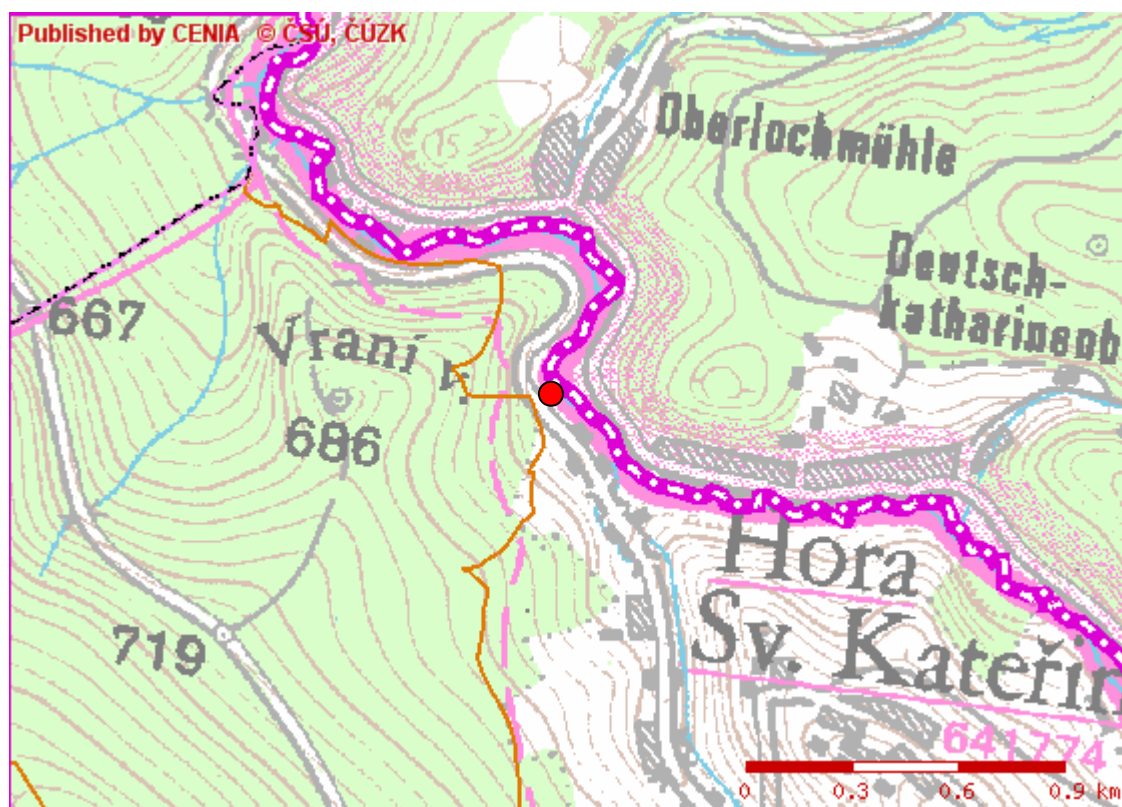 Published by CENIA © ČSÚ, ČÚZK
Oberlochmühle
Deutsch-
katharinenb
667
Vraní
686
Hora
Sv. Kateřin
719
641774
0 0.3 0.6 0.9 km